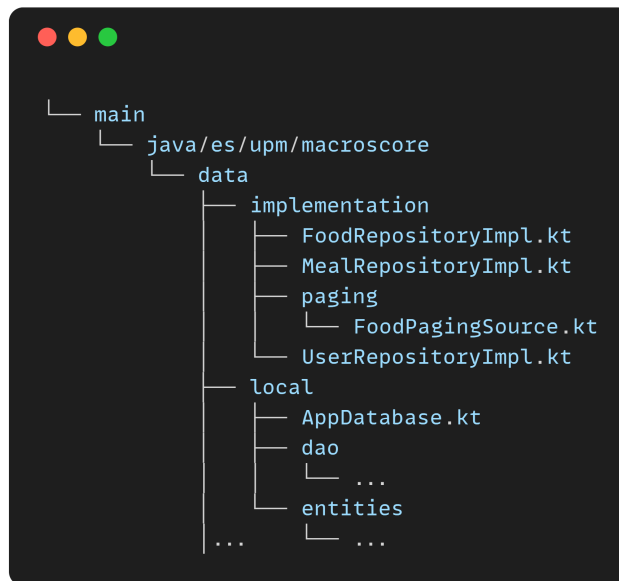 └── main
    └── java/es/upm/macroscore
        └── data
            ├── implementation
            │   ├── FoodRepositoryImpl.kt
            │   ├── MealRepositoryImpl.kt
            │   ├── paging
            │   │   └── FoodPagingSource.kt
            │   └── UserRepositoryImpl.kt
            ├── local
            │   ├── AppDatabase.kt
            │   ├── dao
            │   │   └── ...
            │   └── entities
            │...    └── ...